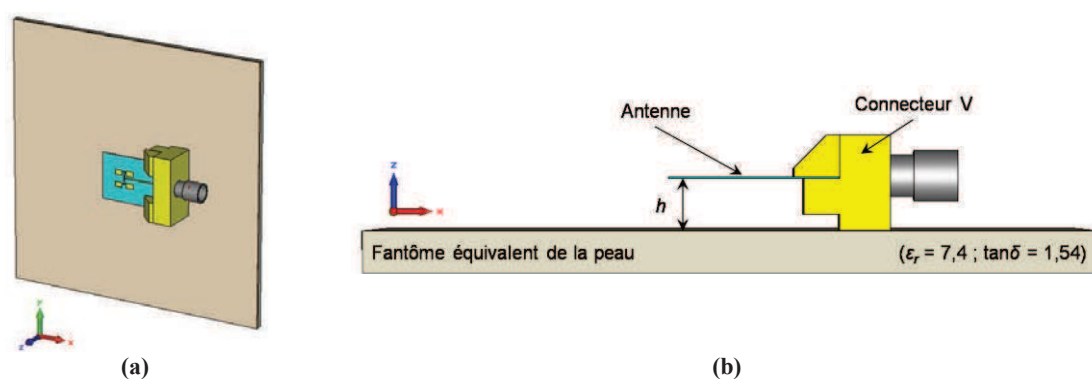 Antenne
Connecteur V
z
h
x
Fantôme équivalent de la peau
(εr = 7,4 ; tanδ = 1,54)
y
x
z
(a)
(b)